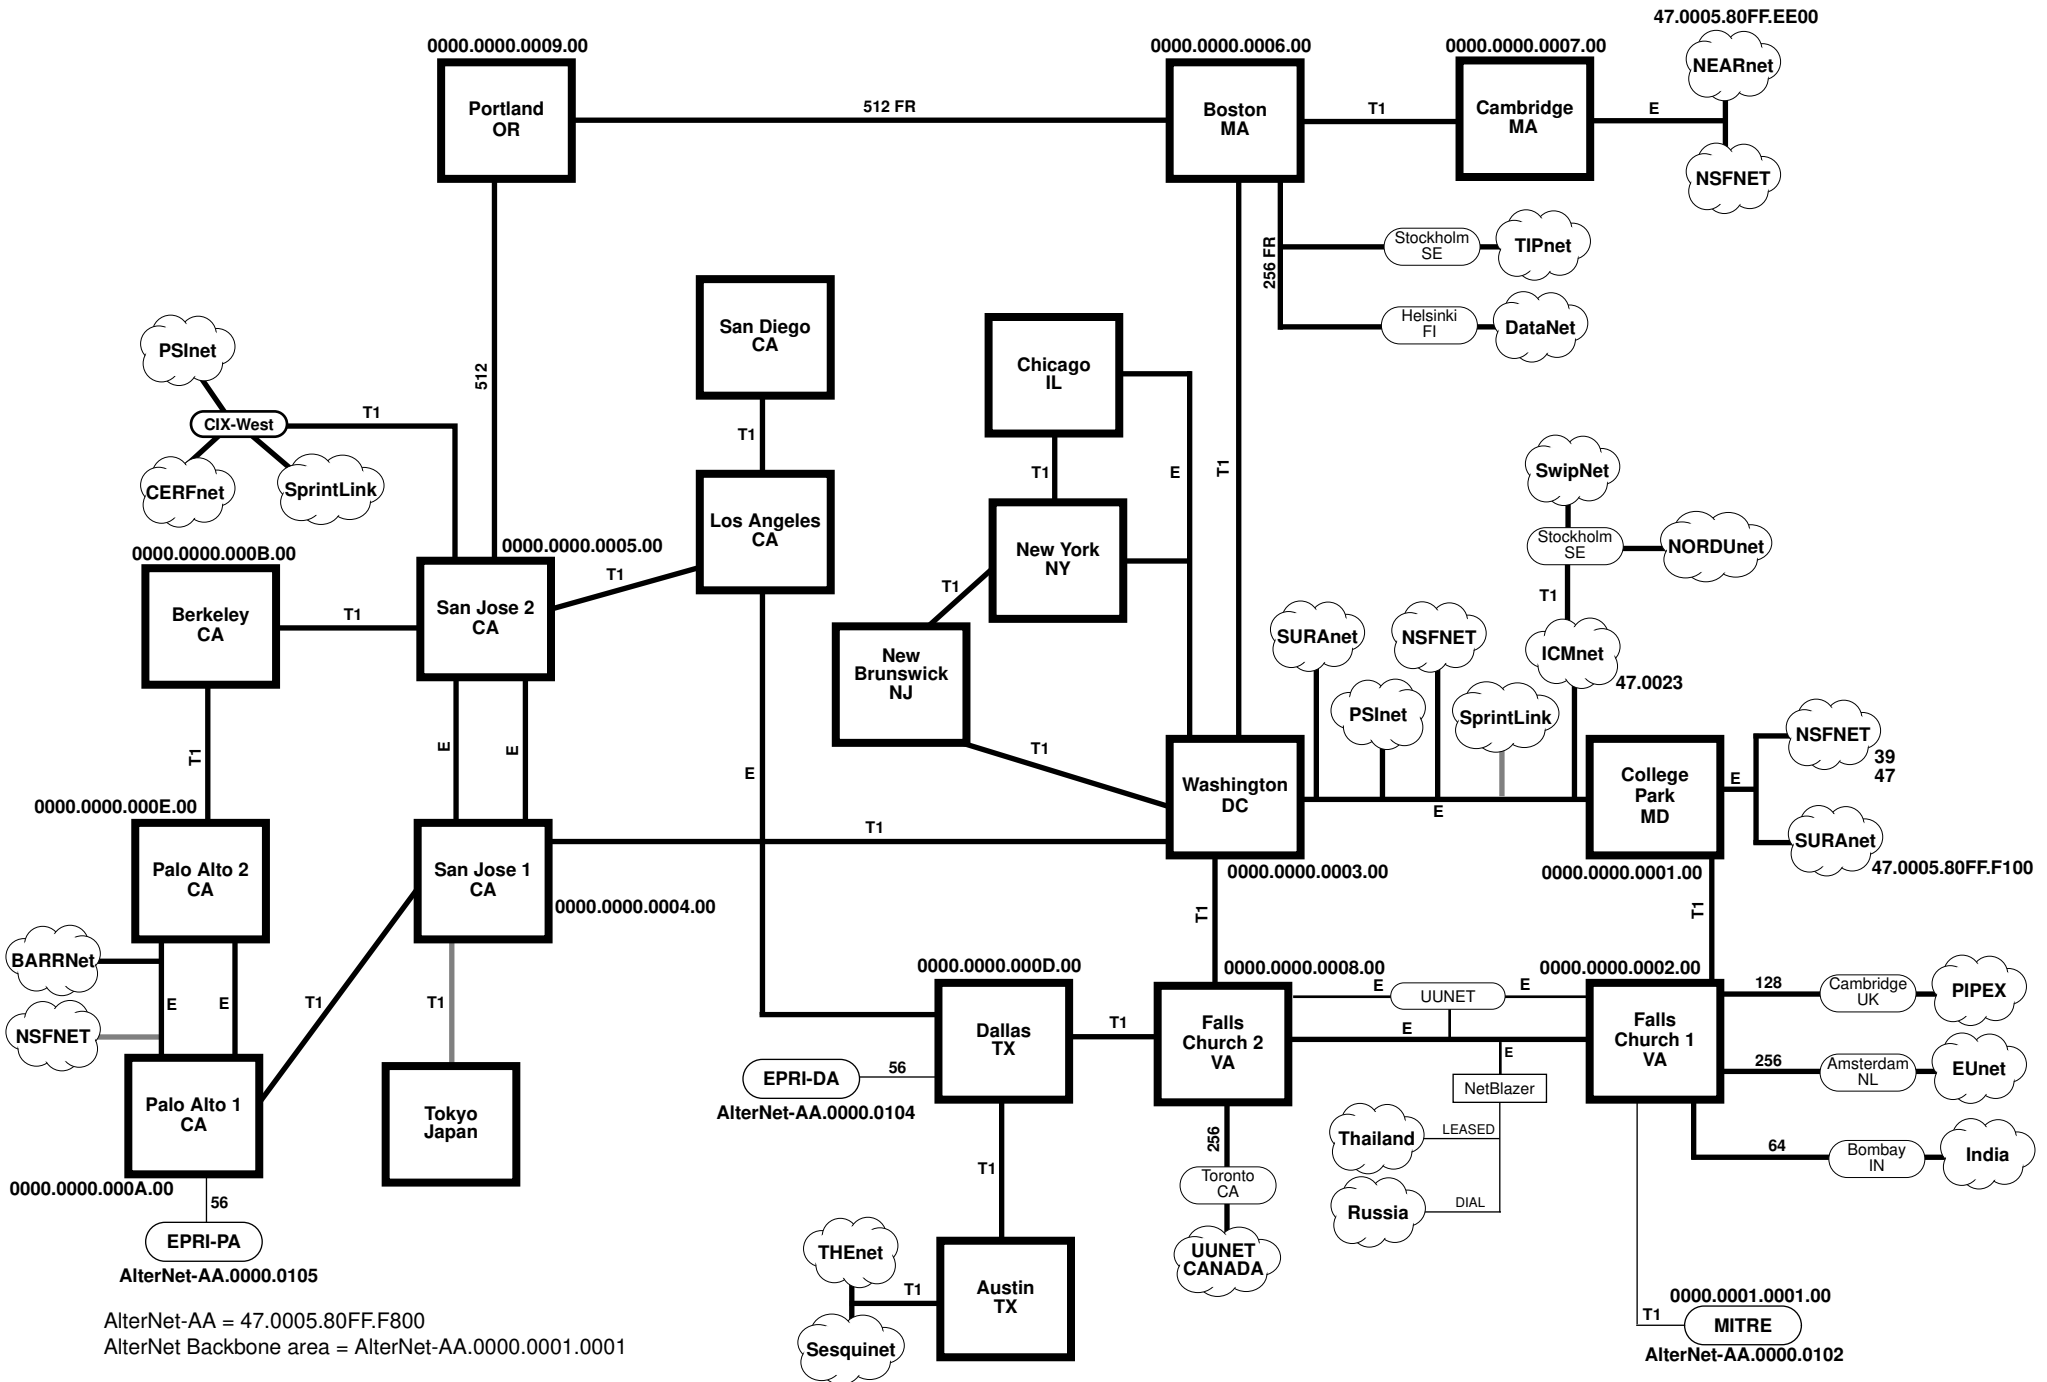 47.0005.80FF.EE00
0000.0000.0009.00
0000.0000.0006.00
0000.0000.0007.00
NEARnet
Portland
OR
512 FR
Boston
MA
T1
Cambridge
MA
E
NSFNET
256 FR
Stockholm
SE
TIPnet
Helsinki
FI
DataNet
San Diego
CA
Chicago
IL
PSInet
512
CIX-West
T1
T1
T1
E
T1
CERFnet
SprintLink
SwipNet
Los Angeles
CA
Stockholm
SE
NORDUnet
0000.0000.000B.00
0000.0000.0005.00
New York
NY
T1
T1
T1
Berkeley
CA
T1
San Jose 2
CA
SURAnet
NSFNET
ICMnet
47.0023
New
Brunswick
NJ
PSInet
SprintLink
T1
E
E
T1
E
NSFNET
39
47
Washington
DC
College
Park
MD
E
E
0000.0000.000E.00
T1
SURAnet
47.0005.80FF.F100
Palo Alto 2
CA
San Jose 1
CA
0000.0000.0003.00
0000.0000.0001.00
0000.0000.0004.00
T1
T1
BARRNet
0000.0000.000D.00
0000.0000.0008.00
0000.0000.0002.00
E
E
T1
T1
E
UUNET
E
128
Cambridge
UK
PIPEX
NSFNET
Dallas
TX
T1
Falls
Church 2
VA
E
E
Falls
Church 1
VA
256
Amsterdam
NL
EUnet
EPRI-DA
56
AlterNet-AA.0000.0104
NetBlazer
Palo Alto 1
CA
Tokyo
Japan
256
Thailand
LEASED
64
Bombay
IN
India
T1
Toronto
CA
0000.0000.000A.00
56
Russia
DIAL
EPRI-PA
AlterNet-AA.0000.0105
THEnet
T1
Sesquinet
Austin
TX
UUNET
CANADA
0000.0001.0001.00
T1
MITRE
AlterNet-AA.0000.0102
AlterNet-AA = 47.0005.80FF.F800
AlterNet Backbone area = AlterNet-AA.0000.0001.0001